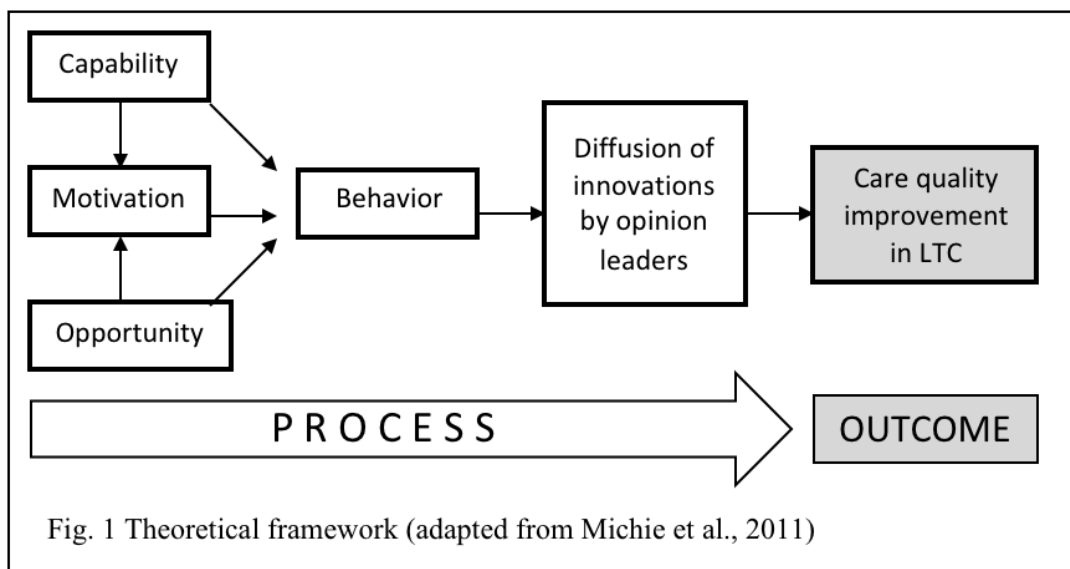 Capability
Motivation
Opportunity
Behavior
Diffusion of
innovations
by opinion
leaders
Care quality
improvement
in LTC
PROCESS
OUTCOME
Fig. 1 Theoretical framework (adapted from Michie et al., 2011)